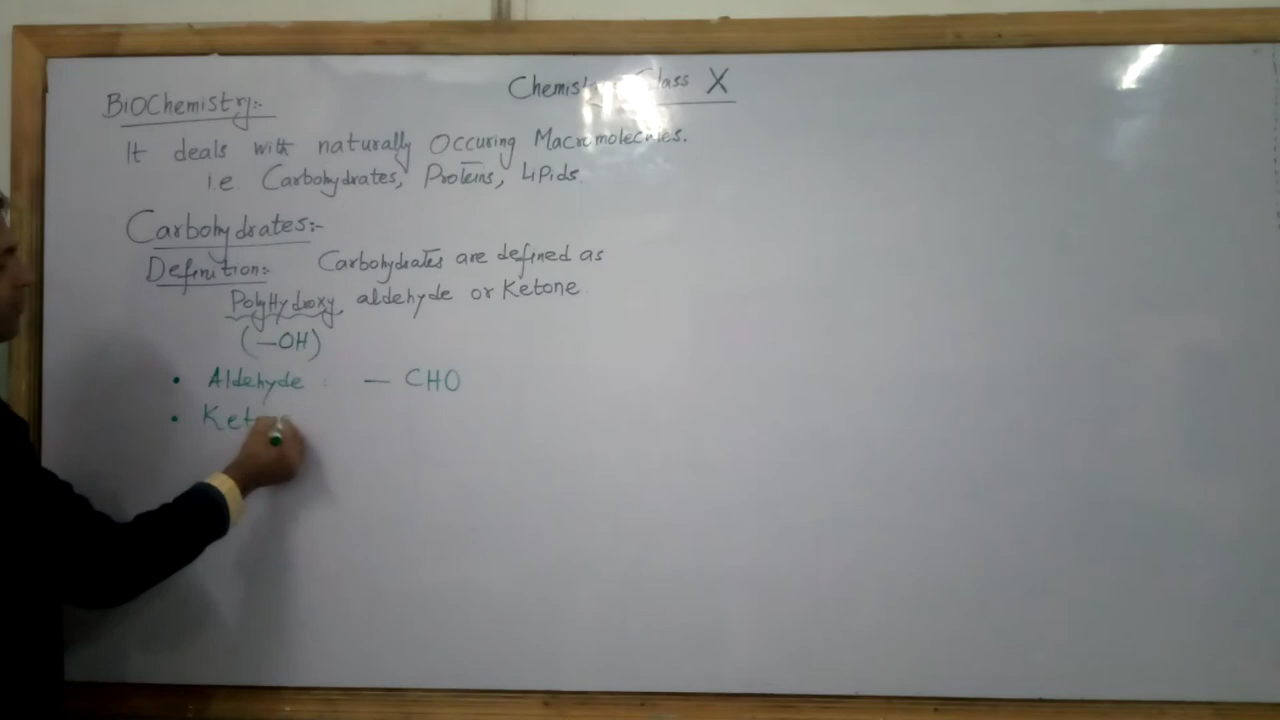 Chemistry Class X
BiOChemistry:-
It deals with naturally Occuring Macromolecules.
i.e. Carbohydrates, Proteins, Lipids.
Carbohydrates:-
Definition:- Carbohydrates are defined as
PolyHydroxy aldehyde or Ketone.
(-OH)
• Aldehyde : — CHO
• Ket